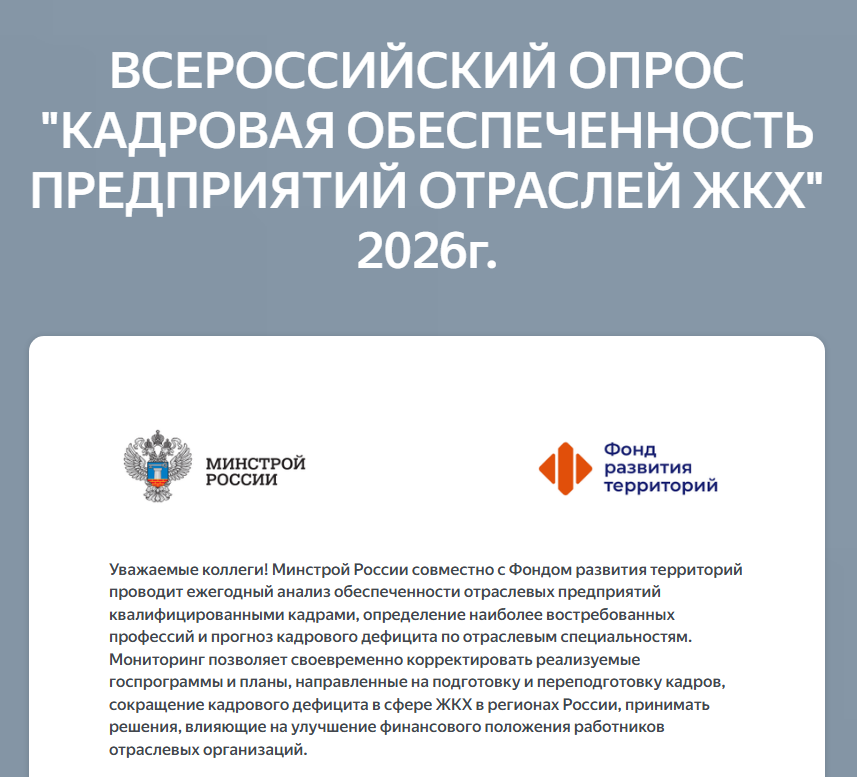 ВСЕРОССИЙСКИЙ ОПРОС
"КАДРОВАЯ ОБЕСПЕЧЕННОСТЬ
ПРЕДПРИЯТИЙ ОТРАСЛЕЙ ЖКХ"
2026г.
МИНСТРОЙ
РОССИИ
Фонд
развития
территорий
Уважаемые коллеги! Минстрой России совместно с Фондом развития территорий
проводит ежегодный анализ обеспеченности отраслевых предприятий
квалифицированными кадрами, определение наиболее востребованных
профессий и прогноз кадрового дефицита по отраслевым специальностям.
Мониторинг позволяет своевременно корректировать реализуемые
госпрограммы и планы, направленные на подготовку и переподготовку кадров,
сокращение кадрового дефицита в сфере ЖКХ в регионах России, принимать
решения, влияющие на улучшение финансового положения работников
отраслевых организаций.